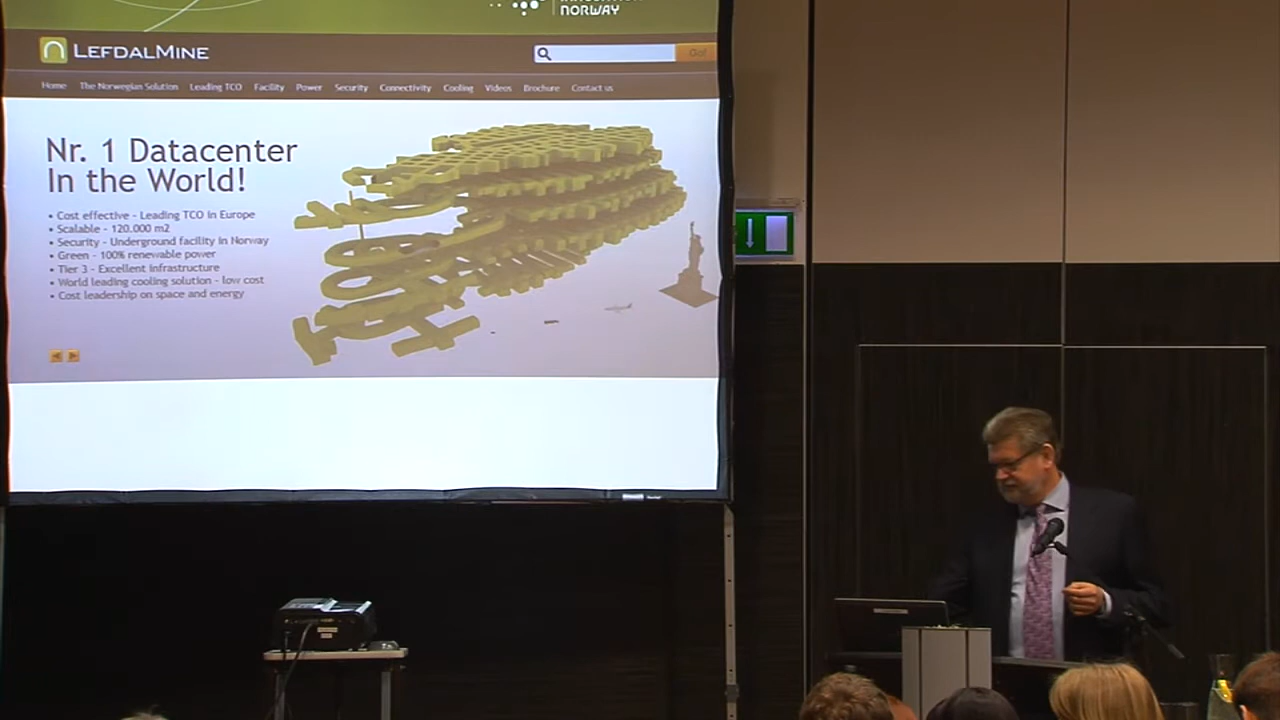 NORWAY
LEFDALMINE
Go!
Home The Norwegian Solution Leading TCO Facility Power Security Connectivity Cooling Videos Brochure Contact us
Nr. 1 Datacenter
In the World!
• Cost effective - Leading TCO in Europe
• Scalable - 120.000 m2
• Security - Underground facility in Norway
• Green - 100% renewable power
• Tier 3 - Excellent infrastructure
• World leading cooling solution - low cost
• Cost leadership on space and energy